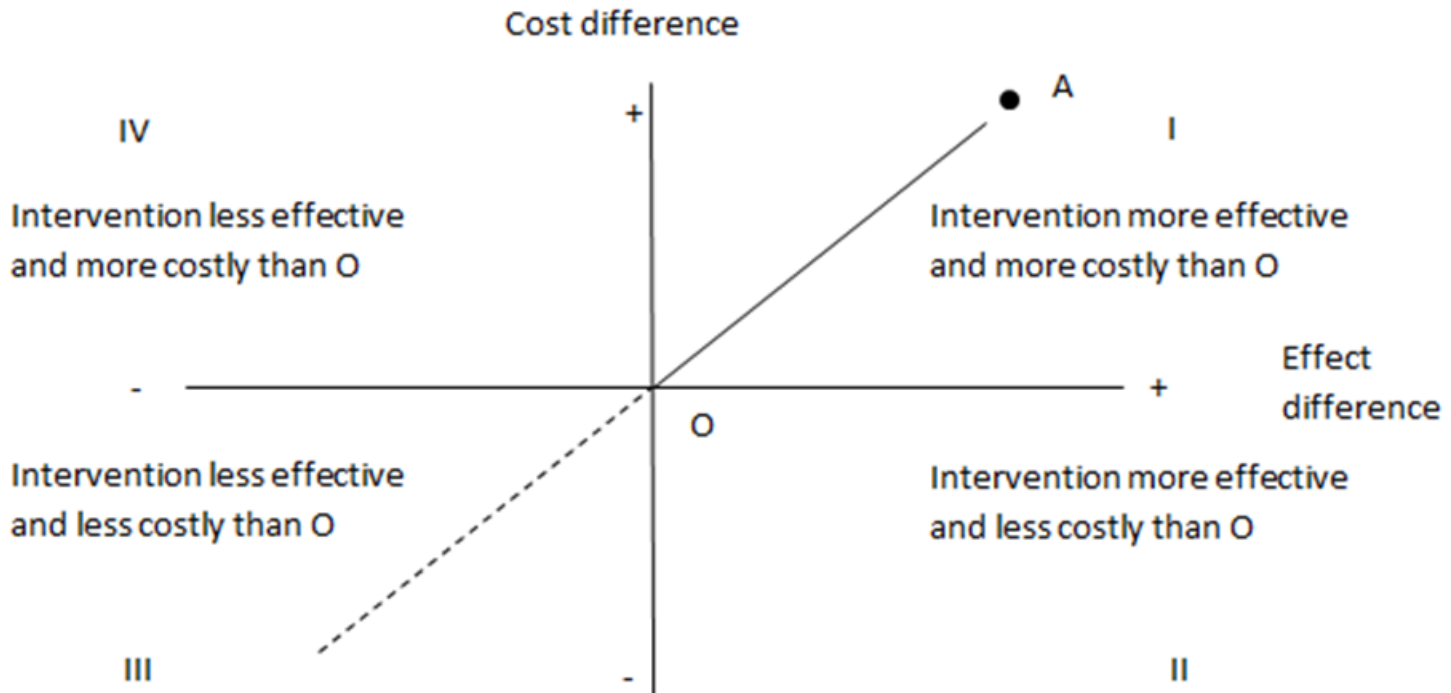 Cost difference
A
+
IV
I
Intervention less effective
and more costly than O
Intervention more effective
and more costly than O
Effect
difference
-
+
O
Intervention less effective
and less costly than O
Intervention more effective
and less costly than O
III
-
II